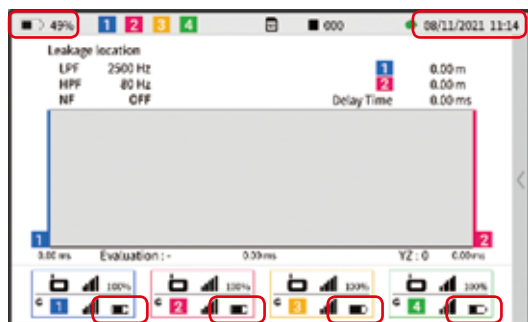 49% 1 2 3 4 000 08/11/2021 11:14
Leakage location
LPF 2500 Hz 1 0.00 m
HPF 80 Hz 2 0.00 m
NF OFF Delay Time 0.00 ms
1 2
0.00 ms Evaluation : - 0.00 ms YZ : 0 0.00 ms
100% 100% 100% 100%
G 1 G 2 G 3 G 4